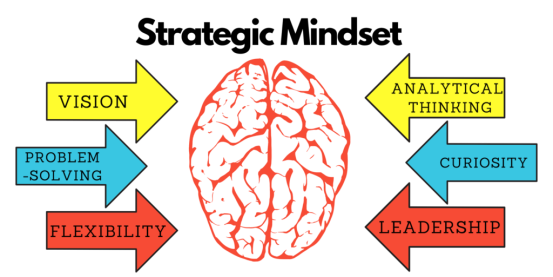 Strategic Mindset
VISION
PROBLEM
-SOLVING
FLEXIBILITY
ANALYTICAL
THINKING
CURIOSITY
LEADERSHIP